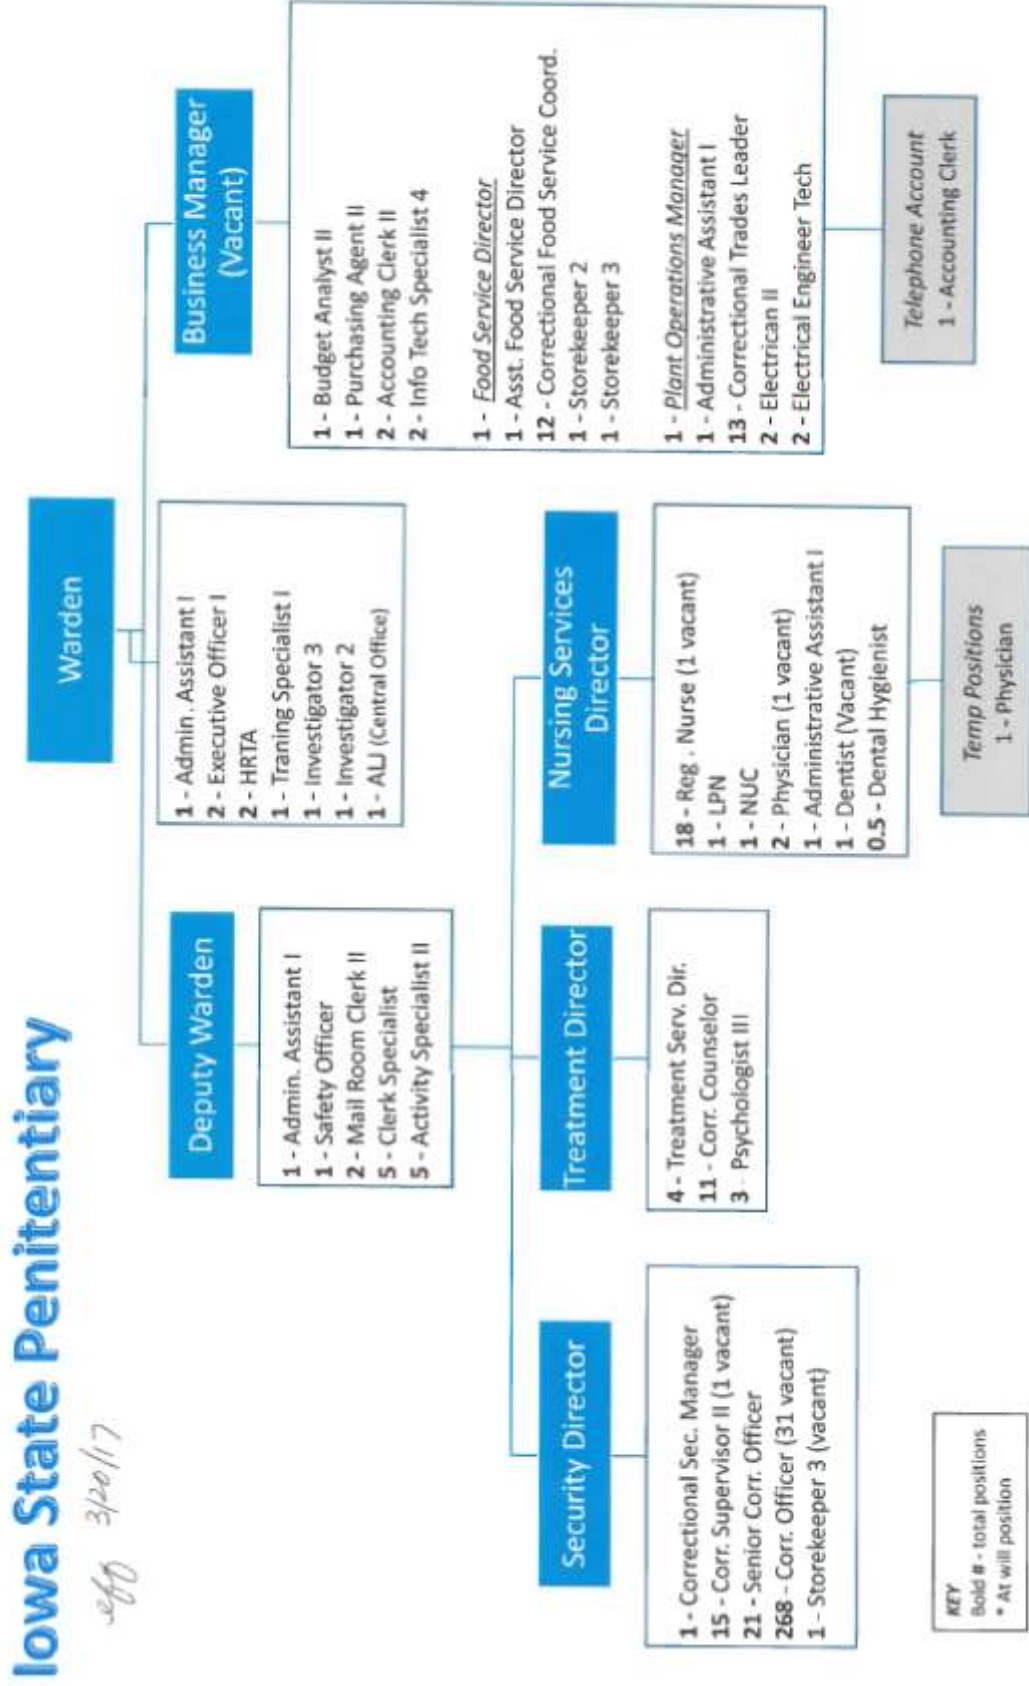 Iowa State Penitentiary
eff 3/20/17
Warden
1 - Admin. Assistant I
2 - Executive Officer I
2 - HRTA
1 - Traning Specialist I
1 - Investigator 3
1 - Investigator 2
1 - ALJ (Central Office)
Deputy Warden
1 - Admin. Assistant I
1 - Safety Officer
2 - Mail Room Clerk II
5 - Clerk Specialist
5 - Activity Specialist II
Business Manager
(Vacant)
1 - Budget Analyst II
1 - Purchasing Agent II
2 - Accounting Clerk II
2 - Info Tech Specialist 4
1 - Food Service Director
1 - Asst. Food Service Director
12 - Correctional Food Service Coord.
1 - Storekeeper 2
1 - Storekeeper 3
1 - Plant Operations Manager
1 - Administrative Assistant I
13 - Correctional Trades Leader
2 - Electrican II
2 - Electrical Engineer Tech
Telephone Account
1 - Accounting Clerk
Security Director
1 - Correctional Sec. Manager
15 - Corr. Supervisor II (1 vacant)
21 - Senior Corr. Officer
268 - Corr. Officer (31 vacant)
1 - Storekeeper 3 (vacant)
Treatment Director
4 - Treatment Serv. Dir.
11 - Corr. Counselor
3 - Psychologist III
Nursing Services
Director
18 - Reg . Nurse (1 vacant)
1 - LPN
1 - NUC
2 - Physician (1 vacant)
1 - Administrative Assistant I
1 - Dentist (Vacant)
0.5 - Dental Hygienist
Temp Positions
1 - Physician
KEY
Bold # - total positions
* At will position